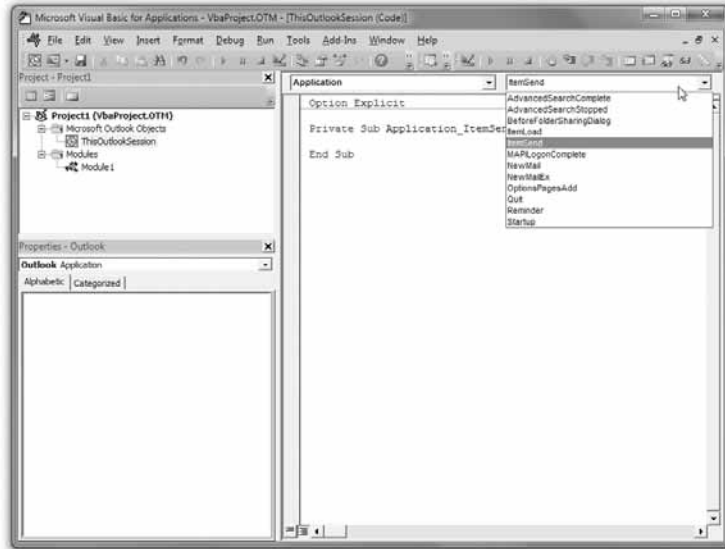 Microsoft Visual Basic for Applications - VbaProject.OTM - [ThisOutlookSession (Code)]
File Edit View Insert Format Debug Run Tools Add-Ins Window Help
Project - Project1
Project1 (VbaProject.OTM)
Microsoft Outlook Objects
ThisOutlookSession
Modules
Module1
Properties - Outlook
Outlook Application
Alphabetic Categorized
Application
ItemSend
Option Explicit
Private Sub Application_ItemSen
End Sub
AdvancedSearchComplete
AdvancedSearchStopped
BeforeFolderSharingDialog
ItemLoad
ItemSend
MAPILogonComplete
NewMail
NewMailEx
OptionsPagesAdd
Quit
Reminder
Startup